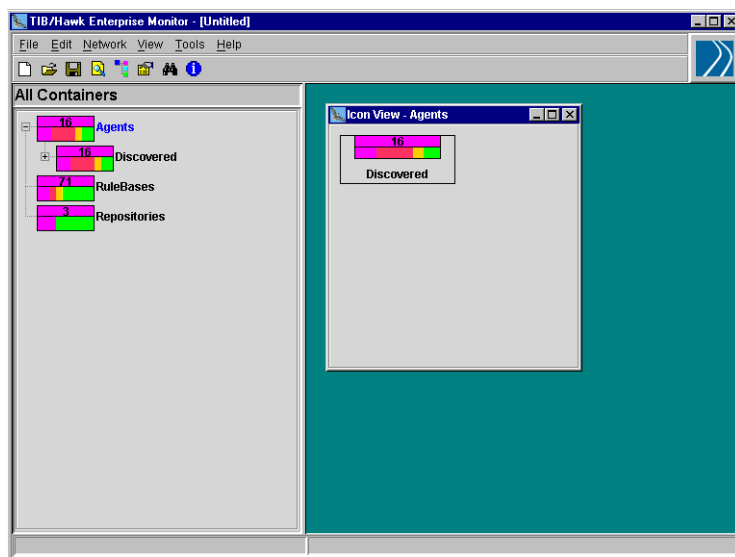 TIB/Hawk Enterprise Monitor - [Untitled]
File Edit Network View Tools Help
All Containers
16
Agents
16
Discovered
71
RuleBases
3
Repositories
Icon View - Agents
16
Discovered